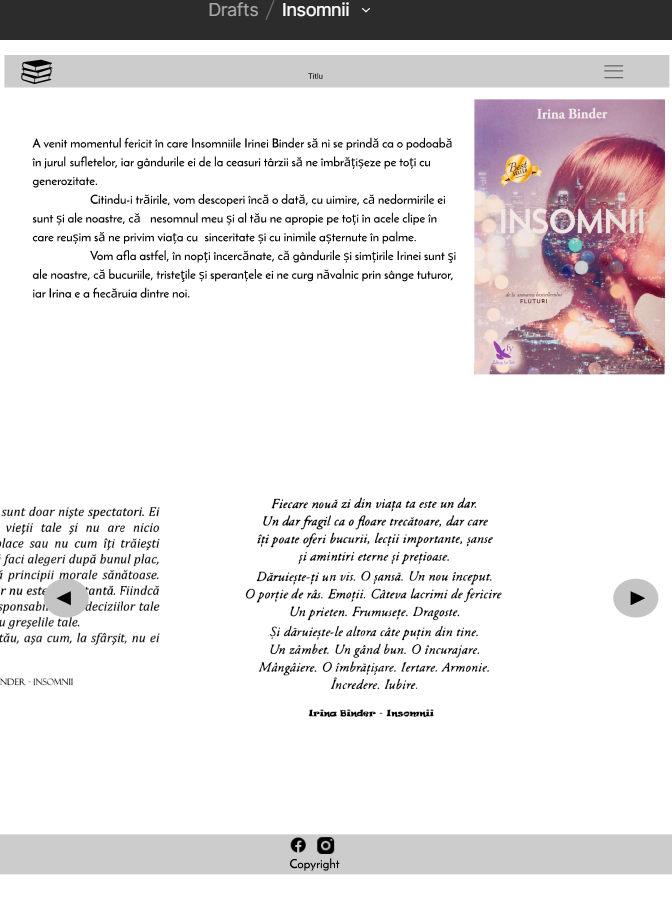 Drafts / Insomnii
Titlu
A venit momentul fericit în care Insomniile Irinei Binder să ni se prindă ca o podoabă
în jurul sufletelor, iar gândurile ei de la ceasuri târzii să ne îmbrățișeze pe toți cu
generozitate.
Citindu-i trăirile, vom descoperi încă o dată, cu uimire, că nedormirile ei
sunt și ale noastre, că nesomnul meu și al tău ne apropie pe toți în acele clipe în
care reușim să ne privim viața cu sinceritate și cu inimile așternute în palme.
Vom afla astfel, în nopți încercănate, că gândurile și simțirile Irinei sunt şi
ale noastre, că bucuriile, tristeţile și speranțele ei ne curg năvalnic prin sânge tuturor,
iar Irina e a fiecăruia dintre noi.
Irina Binder
Best
Seller
INSOMNII
de la autoarea bestsellerului
FLUTURI
sunt doar niște spectatori. Ei
vieții tale și nu are nicio
place sau nu cum îți trăiești
faci alegeri după bunul plac,
principii morale sănătoase.
nu este tantă. Fiindcă
deciziilor tale
u greșelile tale.
tău, așa cum, la sfârșit, nu ei
NDER - INSOMNII
Fiecare nouă zi din viața ta este un dar.
Un dar fragil ca o floare trecătoare, dar care
îți poate oferi bucurii, lecții importante, șanse
și amintiri eterne și prețioase.
Dăruiește-ți un vis. O șansă. Un nou început.
O porție de râs. Emoții. Câteva lacrimi de fericire
Un prieten. Frumusețe. Dragoste.
Și dăruiește-le altora câte puțin din tine.
Un zâmbet. Un gând bun. O încurajare.
Mângâiere. O îmbrățișare. Iertare. Armonie.
Încredere. Iubire.
Irina Binder - Insomnii
Copyright